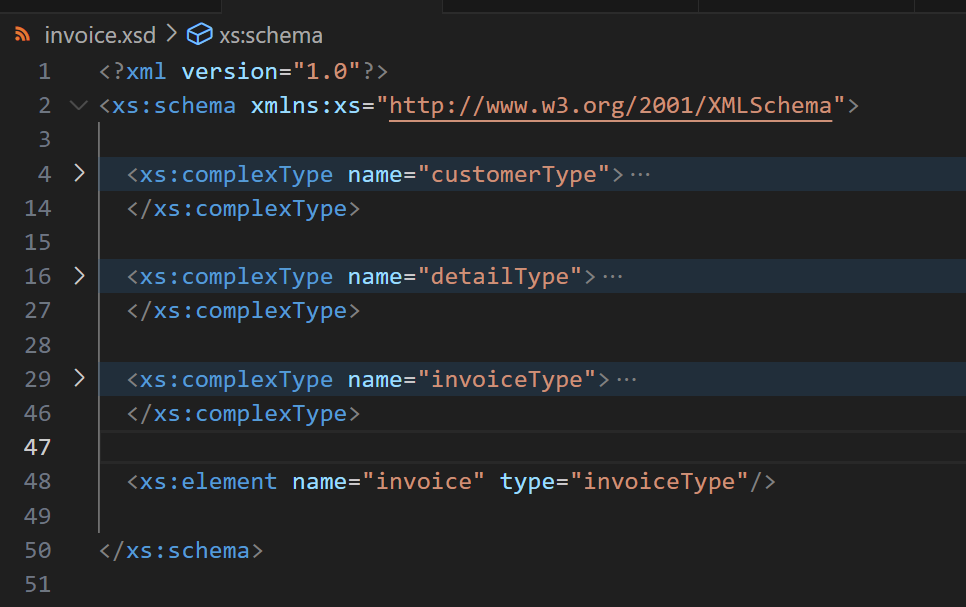 invoice.xsd > xs:schema
1 <?xml version="1.0"?>
2 <xs:schema xmlns:xs="http://www.w3.org/2001/XMLSchema">
3
4 <xs:complexType name="customerType">···
14 </xs:complexType>
15
16 <xs:complexType name="detailType">···
27 </xs:complexType>
28
29 <xs:complexType name="invoiceType">···
46 </xs:complexType>
47
48 <xs:element name="invoice" type="invoiceType"/>
49
50 </xs:schema>
51